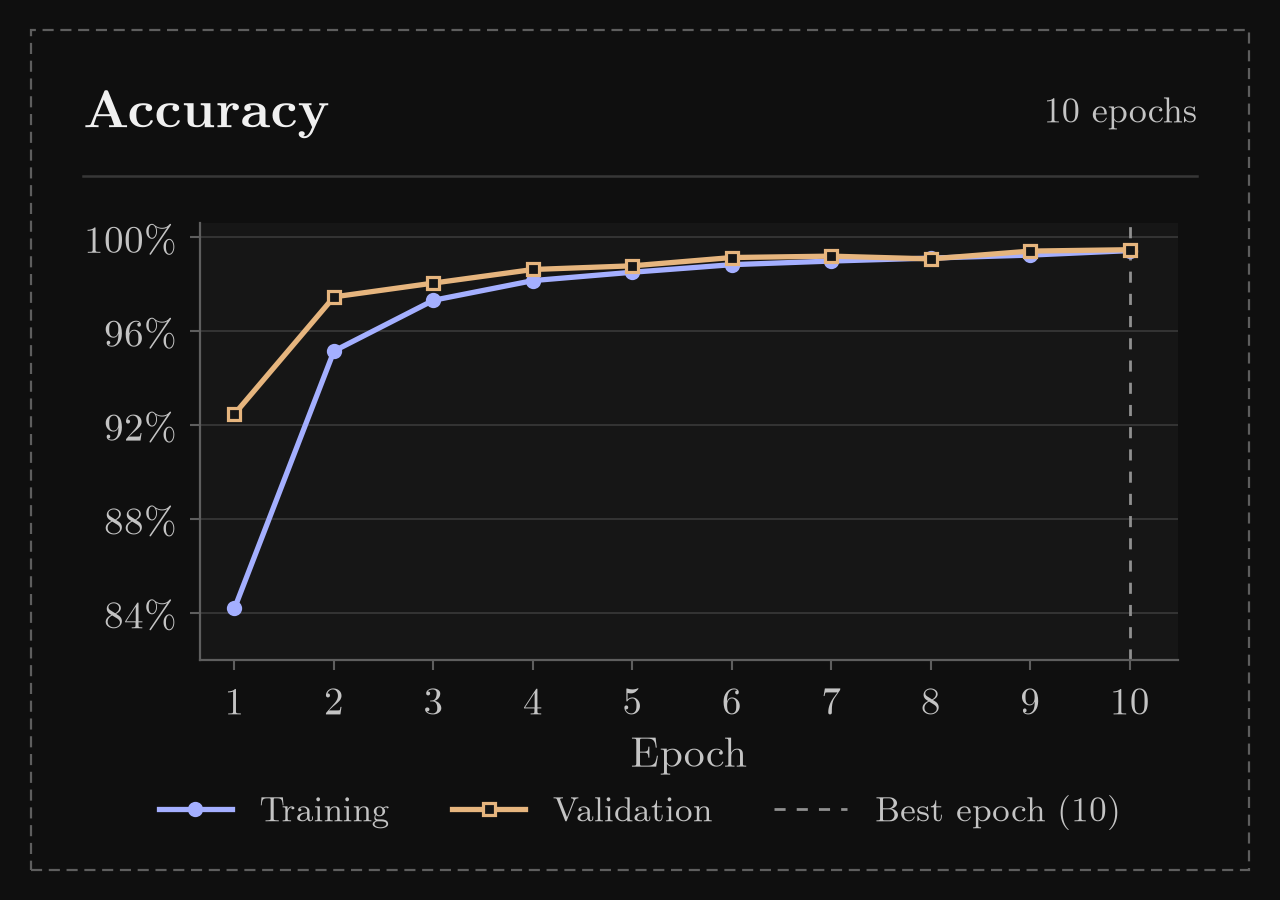 Accuracy
10 epochs
100%
96%
92%
88%
84%
1 2 3 4 5 6 7 8 9 10
Epoch
Training Validation Best epoch (10)